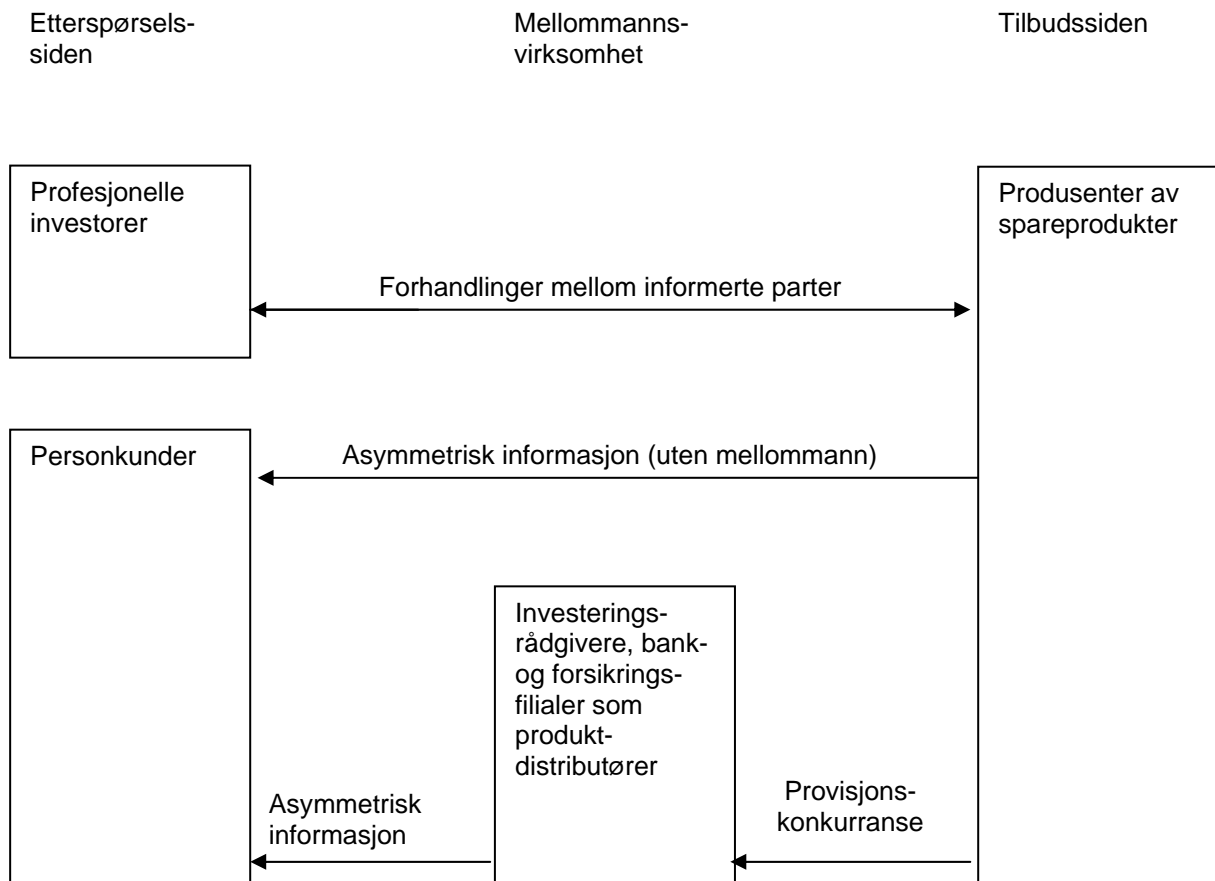 Etterspørsels-
siden
Mellommanns-
virksomhet
Tilbudssiden
Profesjonelle
investorer
Produsenter av
spareprodukter
Forhandlinger mellom informerte parter
Personkunder
Asymmetrisk informasjon (uten mellommann)
Investerings-
rådgivere, bank-
og forsikrings-
filialer som
produkt-
distributører
Asymmetrisk
informasjon
Provisjons-
konkurranse